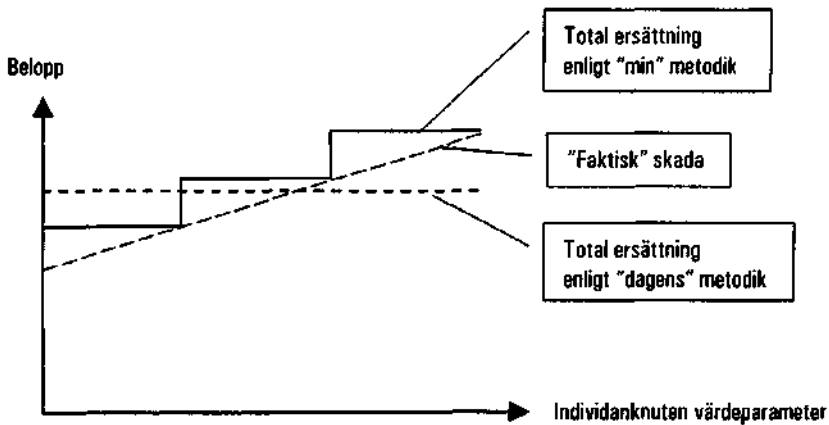 Total ersättning
enligt "min" metodik
Belopp
"Faktisk" skada
Total ersättning
enligt "dagens" metodik
Individanknuten värdeparameter